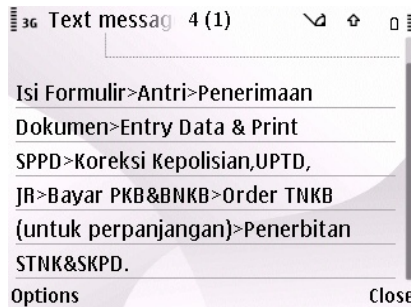 3G Text messag 4 (1)
Isi Formulir>Antri>Penerimaan
Dokumen>Entry Data & Print
SPPD>Koreksi Kepolisian,UPTD,
JR>Bayar PKB&BNKB>Order TNKB
(untuk perpanjangan)>Penerbitan
STNK&SKPD.
Options Close